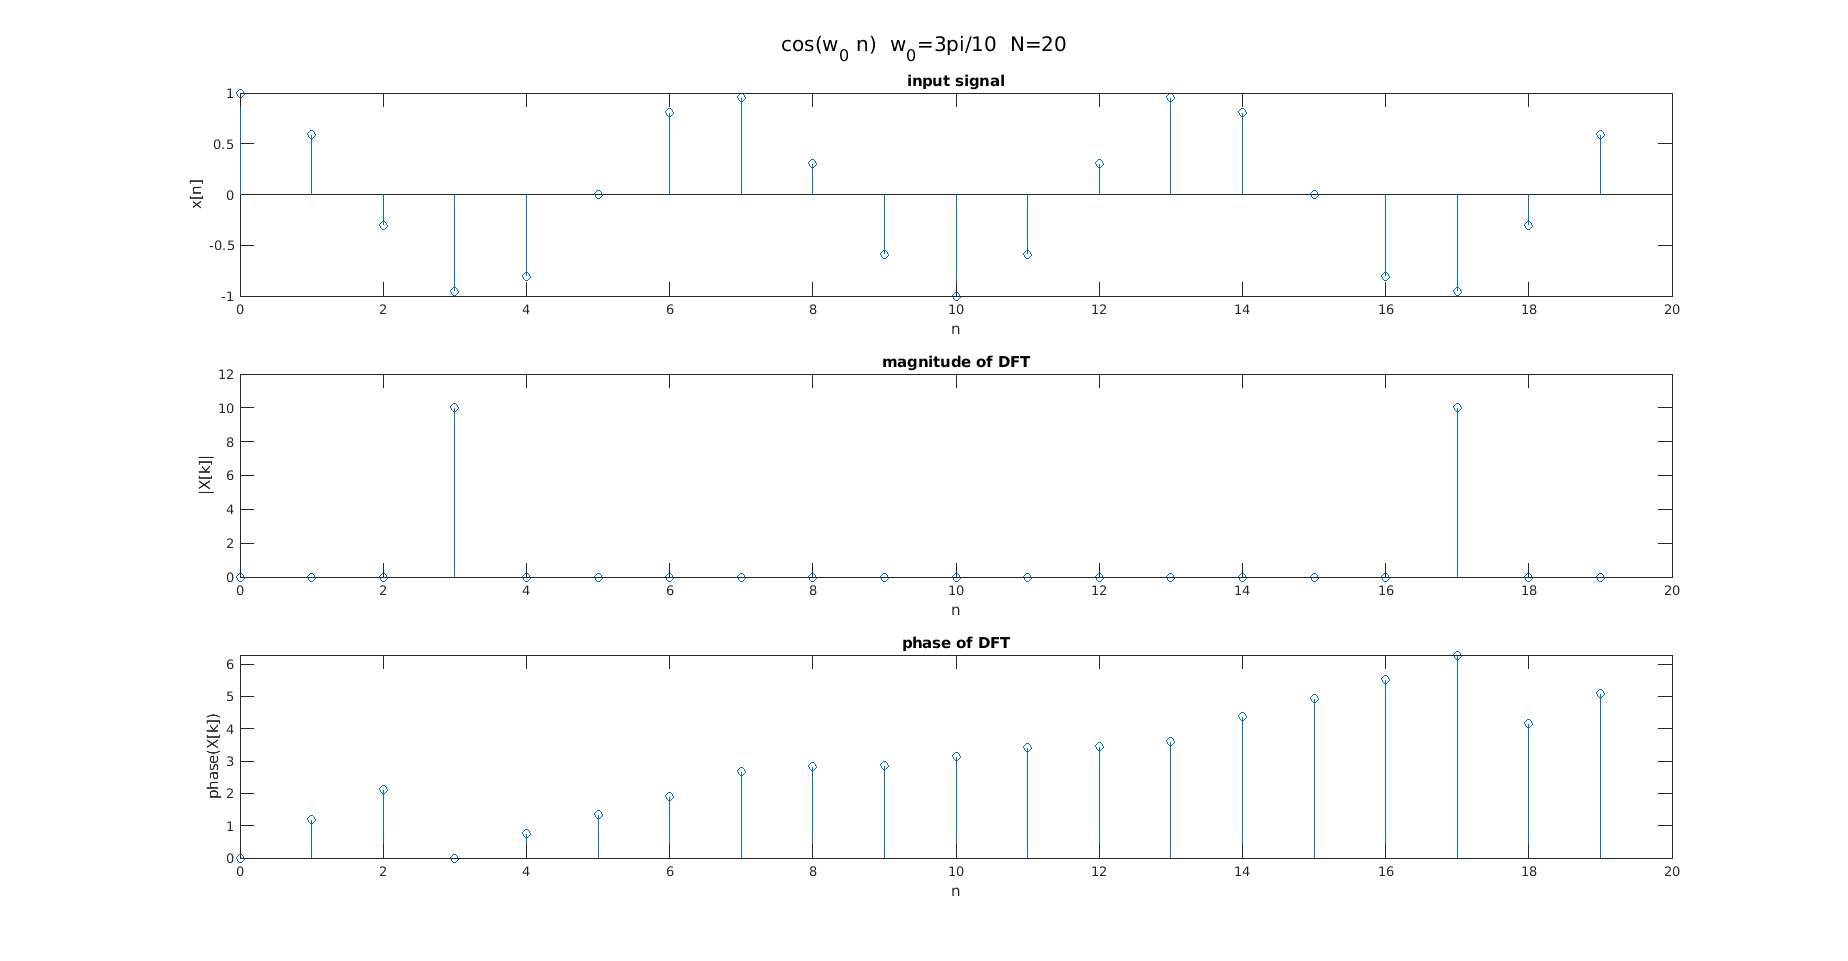 cos(w0 n)  w0=3pi/10  N=20
input signal
1
0.5
0
-0.5
-1
x[n]
0 2 4 6 8 10 12 14 16 18 20
n
magnitude of DFT
12
10
8
6
4
2
0
|X[k]|
0 2 4 6 8 10 12 14 16 18 20
n
phase of DFT
6
5
4
3
2
1
0
phase(X[k])
0 2 4 6 8 10 12 14 16 18 20
n